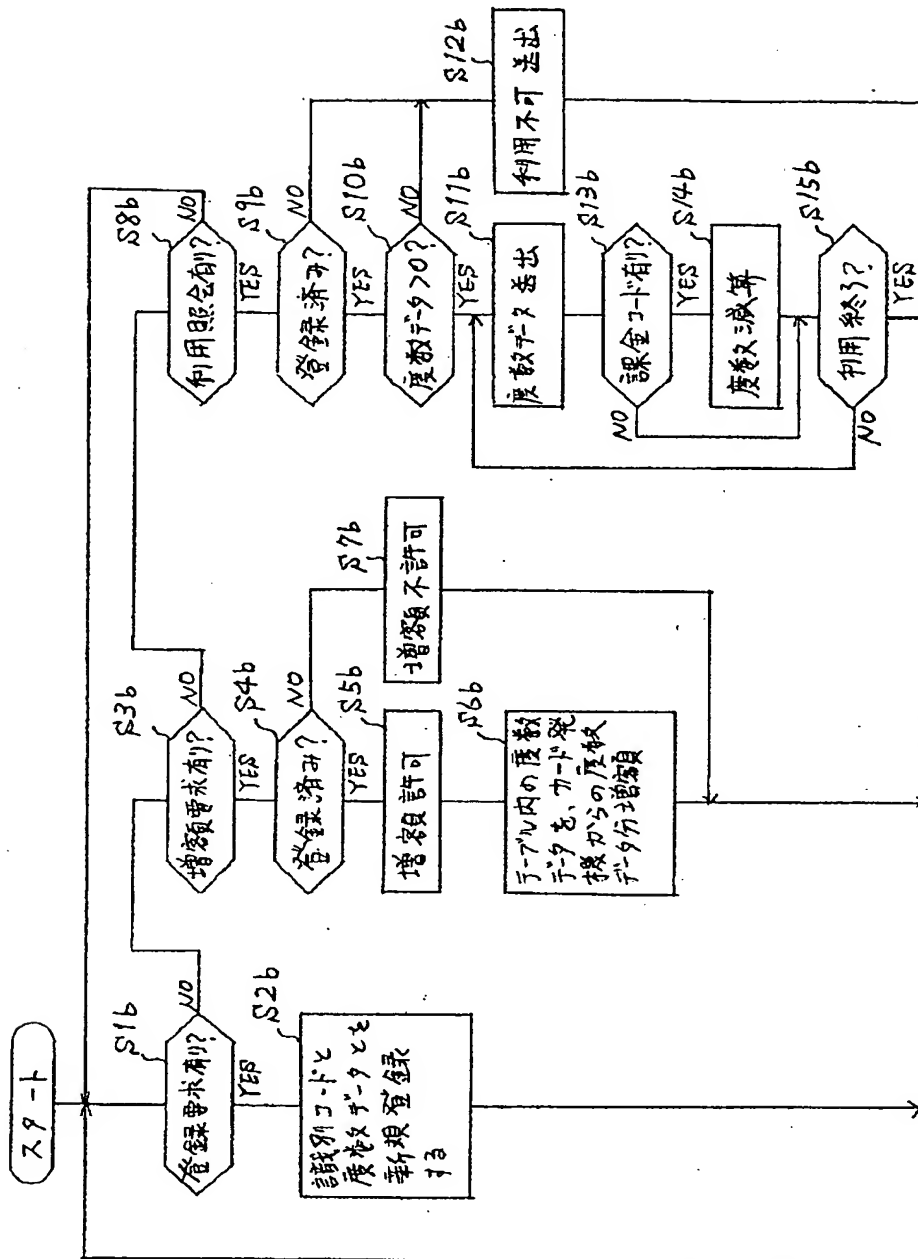 スタート
S1b
登録要求有り?
NO
YES
S2b
識別コードと
度数データとを
新規登録
する
S3b
増額要求有り?
NO
YES
S4b
登録済み?
NO
YES
S5b
増額許可
S6b
テーブル内の度数
データを、カード発
機からの度数
データ分増額
S7b
増額不許可
S8b
利用照会有り?
NO
YES
S9b
登録済み?
NO
YES
S10b
度数データ>0?
NO
YES
S11b
度数データ送出
S12b
利用不可送出
S13b
課金コード有り?
NO
YES
S14b
度数減算
S15b
利用終了?
NO
YES